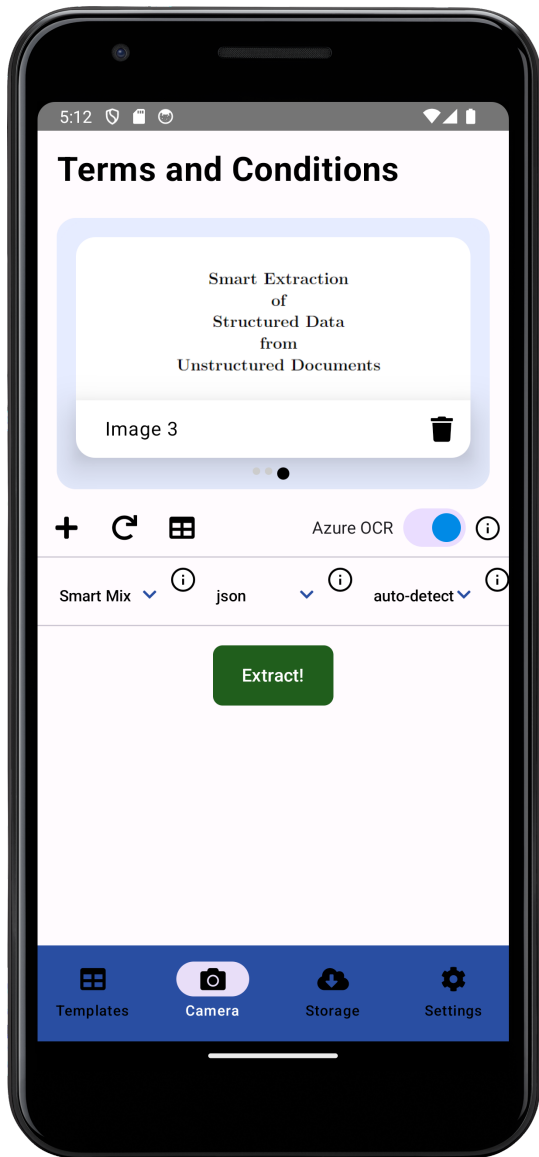 5:12
Terms and Conditions
Smart Extraction
of
Structured Data
from
Unstructured Documents
Image 3
Azure OCR
Smart Mix
json
auto-detect
Extract!
Templates
Camera
Storage
Settings